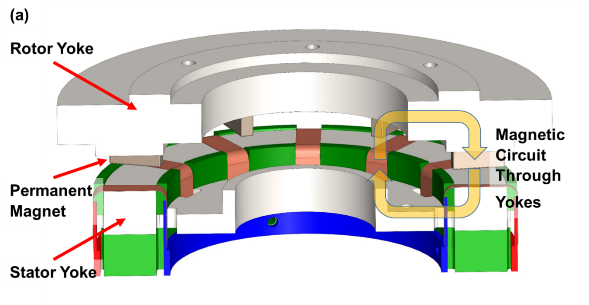 (a)
Rotor Yoke
Permanent
Magnet
Stator Yoke
Magnetic
Circuit
Through
Yokes